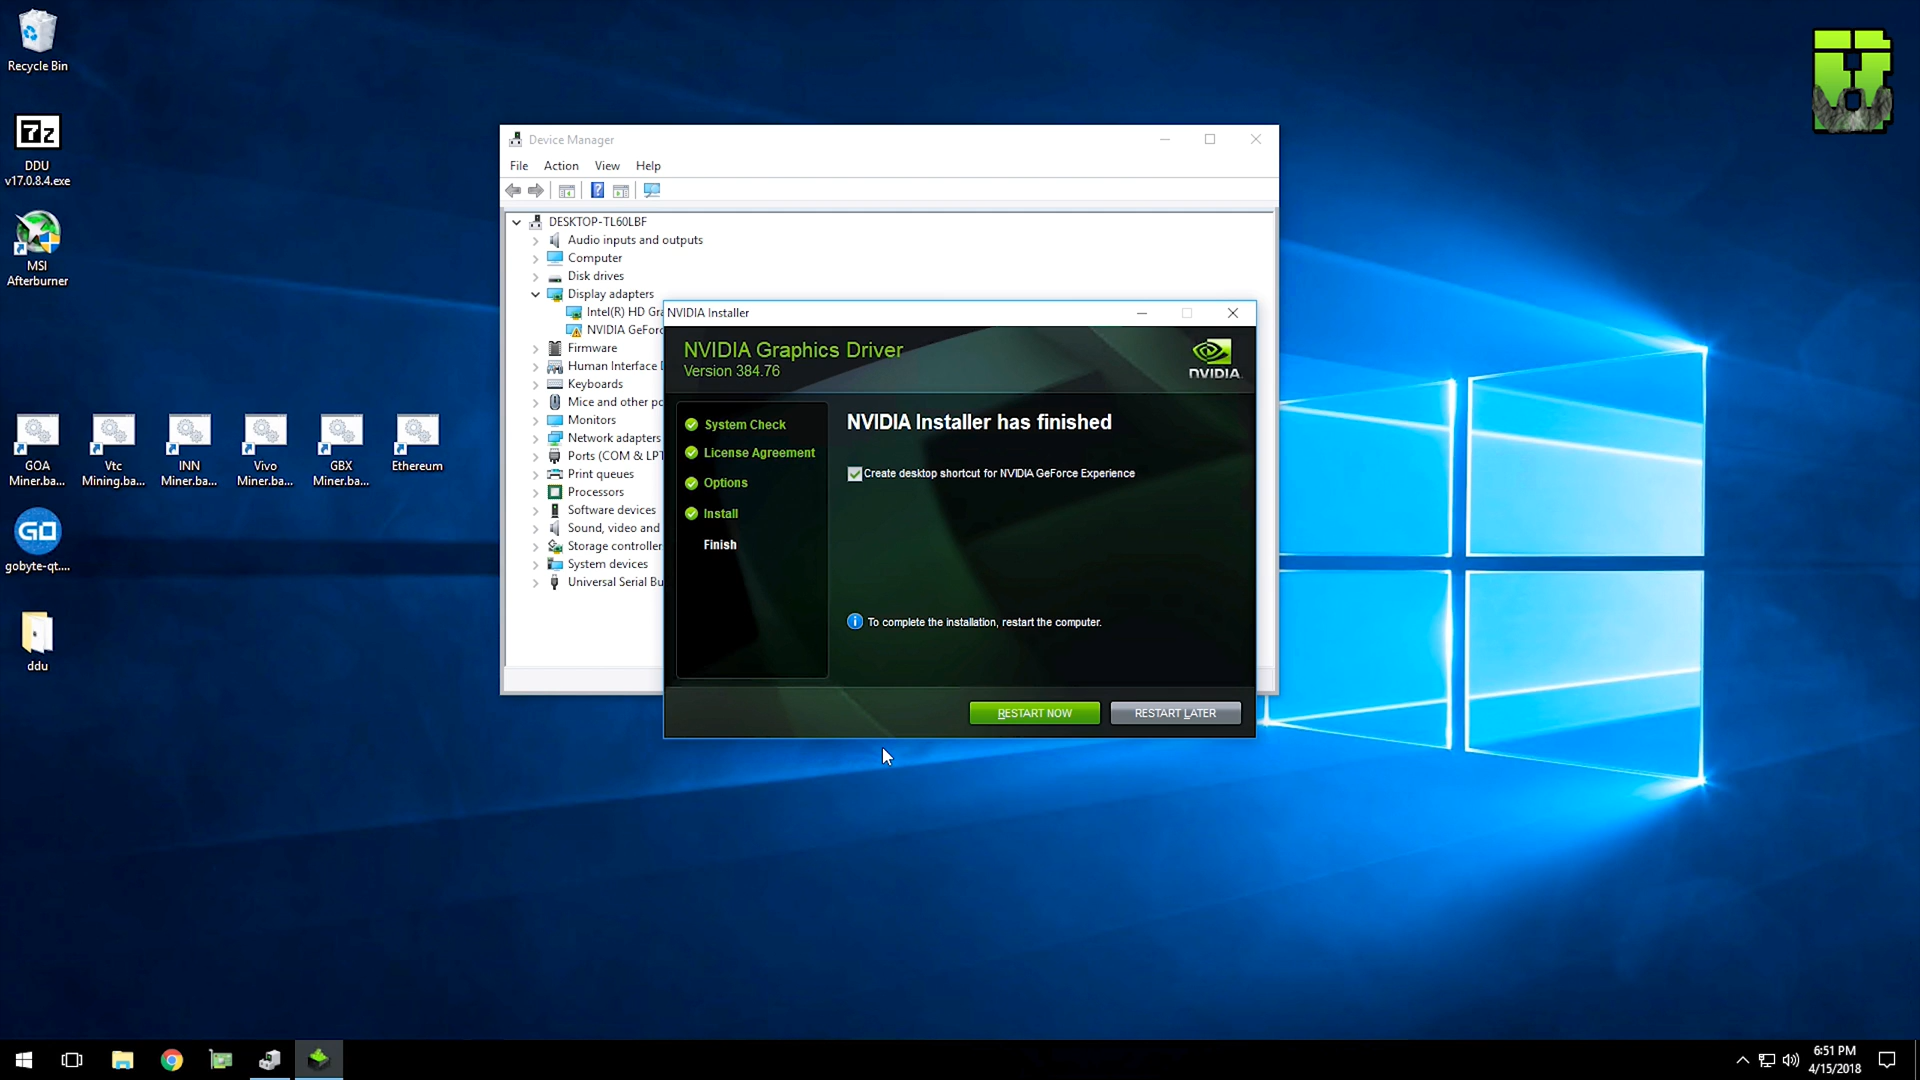 Recycle Bin
7z
DDU
v17.0.8.4.exe
MSI
Afterburner
GOA
Miner.ba...
Vtc
Mining.ba...
INN
Miner.ba...
Vivo
Miner.ba...
GBX
Miner.ba...
Ethereum
GO
gobyte-qt....
ddu
Device Manager
File Action View Help
DESKTOP-TL60LBF
Audio inputs and outputs
Computer
Disk drives
Display adapters
Intel(R) HD Gra
NVIDIA GeForc
Firmware
Human Interface
Keyboards
Mice and other po
Monitors
Network adapters
Ports (COM & LPT
Print queues
Processors
Software devices
Sound, video and
Storage controller
System devices
Universal Serial Bu
NVIDIA Installer
NVIDIA Graphics Driver
Version 384.76
NVIDIA.
System Check
License Agreement
Options
Install
Finish
NVIDIA Installer has finished
Create desktop shortcut for NVIDIA GeForce Experience
To complete the installation, restart the computer.
RESTART NOW
RESTART LATER
6:51 PM
4/15/2018